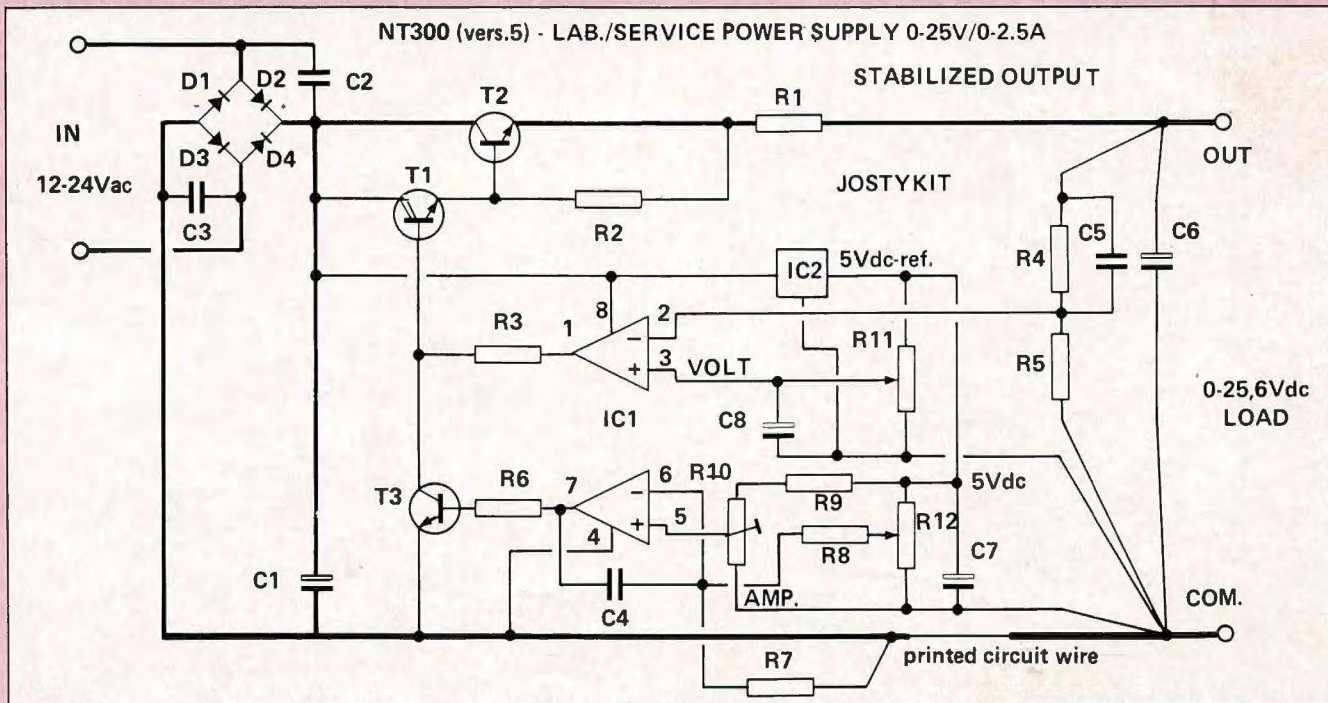 NT300 (vers.5) - LAB./SERVICE POWER SUPPLY 0-25V/0-2.5A
STABILIZED OUTPUT
D1
D2
C2
T2
R1
IN
OUT
D3
D4
T1
JOSTYKIT
12-24Vac
C3
R2
C5
C6
IC2
5Vdc-ref.
R4
8
R3
1
2
R11
3
VOLT
R5
IC1
C8
0-25,6Vdc
LOAD
R10
T3
R6
7
6
5Vdc
R9
5
R12
4
R8
C7
C1
C4
AMP.
COM.
printed circuit wire
R7